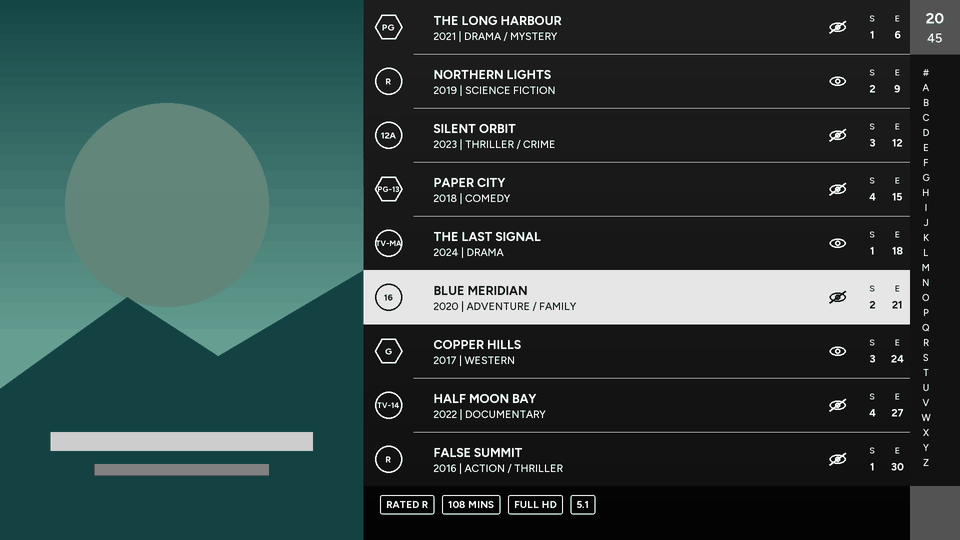 PG
THE LONG HARBOUR
2021 | DRAMA / MYSTERY
S E
1 6
R
NORTHERN LIGHTS
2019 | SCIENCE FICTION
S E
2 9
12A
SILENT ORBIT
2023 | THRILLER / CRIME
S E
3 12
PG-13
PAPER CITY
2018 | COMEDY
S E
4 15
TV-MA
THE LAST SIGNAL
2024 | DRAMA
S E
1 18
16
BLUE MERIDIAN
2020 | ADVENTURE / FAMILY
S E
2 21
G
COPPER HILLS
2017 | WESTERN
S E
3 24
TV-14
HALF MOON BAY
2022 | DOCUMENTARY
S E
4 27
R
FALSE SUMMIT
2016 | ACTION / THRILLER
S E
1 30
RATED R 108 MINS FULL HD 5.1
20
45
#
A
B
C
D
E
F
G
H
I
J
K
L
M
N
O
P
Q
R
S
T
U
V
W
X
Y
Z